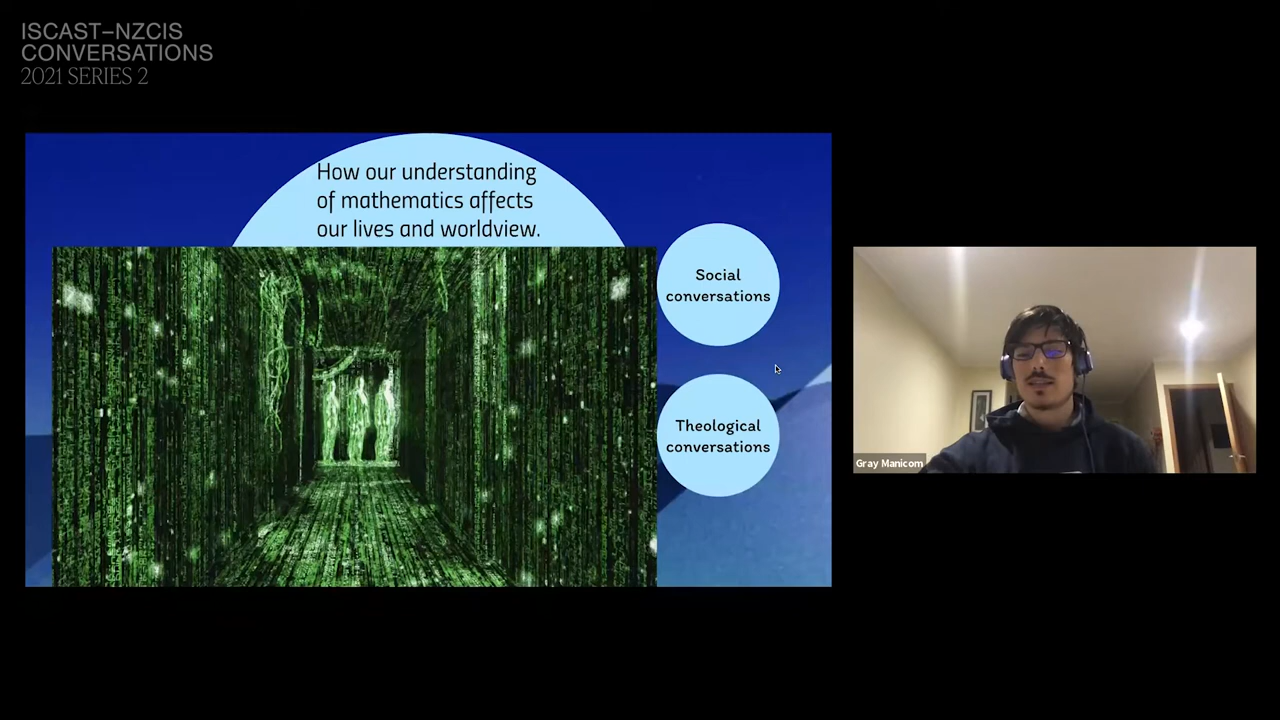 ISCAST–NZCIS
CONVERSATIONS
2021 SERIES 2
How our understanding
of mathematics affects
our lives and worldview.
Social
conversations
Theological
conversations
Gray Manicom